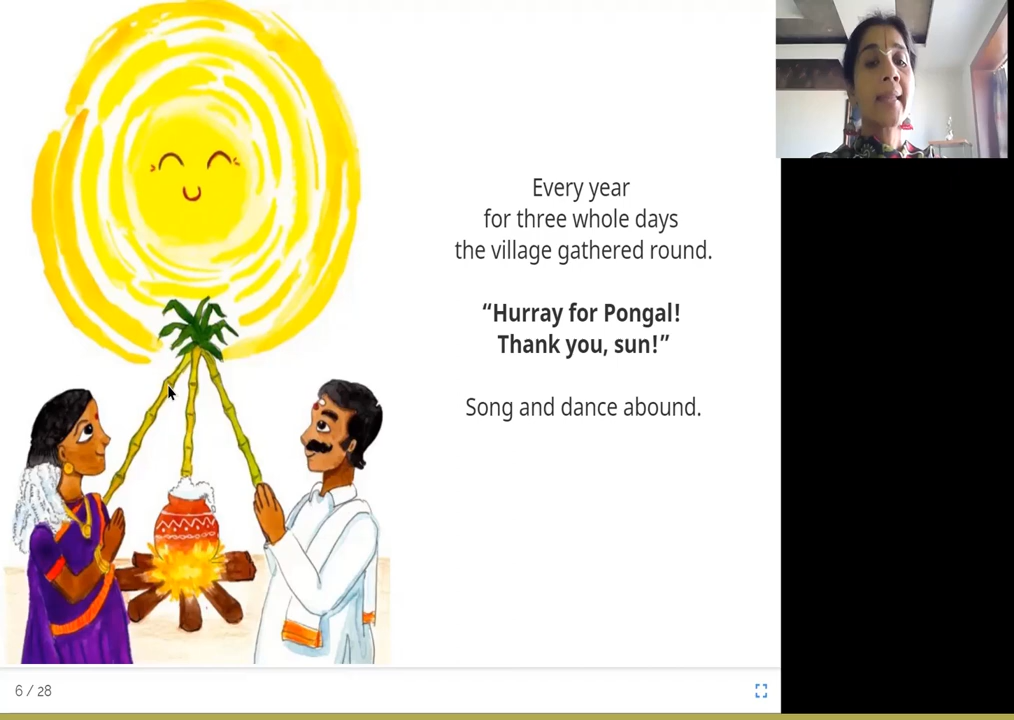 Every year
for three whole days
the village gathered round.
“Hurray for Pongal!
Thank you, sun!”
Song and dance abound.
6 / 28